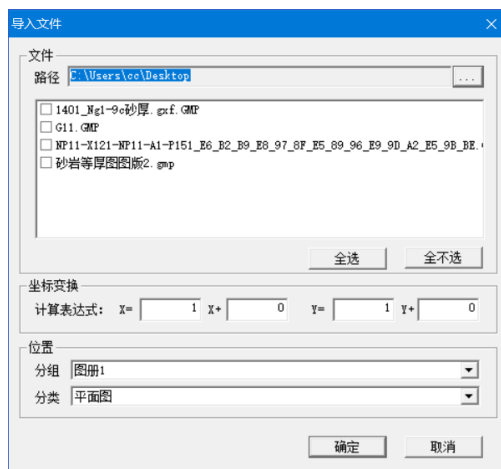 导入文件
文件
路径 C:\Users\cc\Desktop ...
1401_Ng1-9c砂厚.gxf.GMP
G11.GMP
NP11-X121-NP11-A1-P151_E6_B2_B9_E8_97_8F_E5_89_96_E9_9D_A2_E5_9B_BE.
砂岩等厚图图版2.gmp
全选 全不选
坐标变换
计算表达式： X= 1 X+ 0 Y= 1 Y+ 0
位置
分组 图册1
分类 平面图
确定 取消